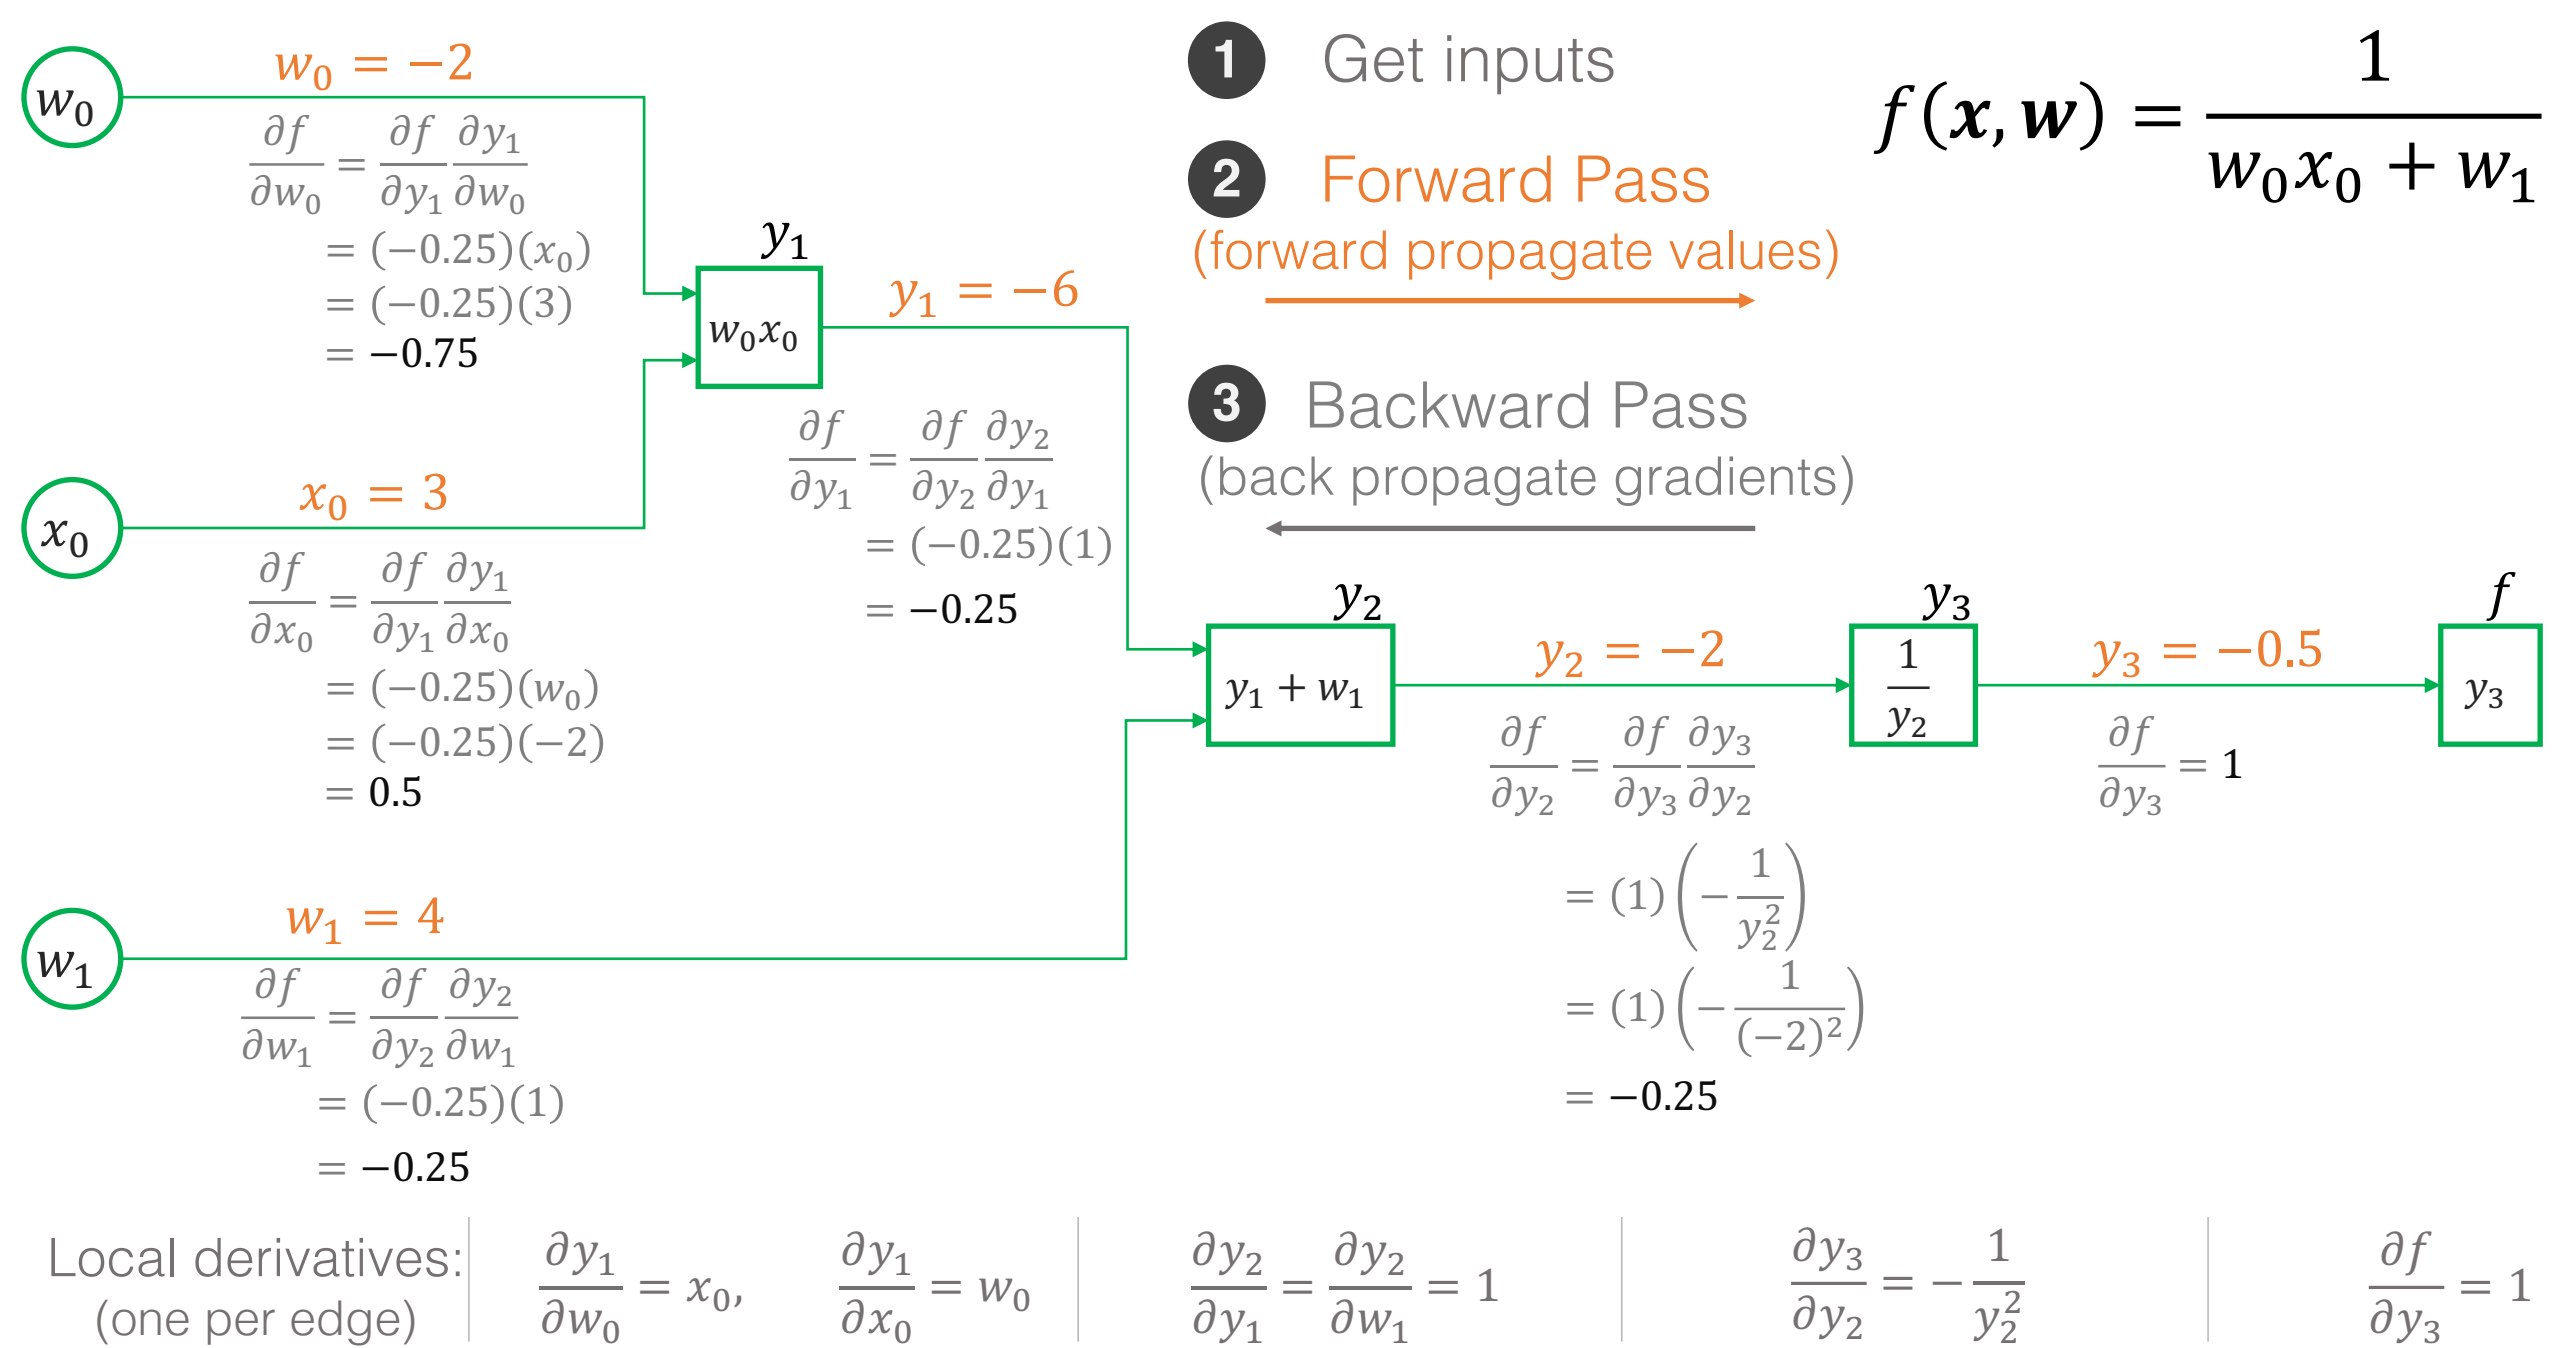 1 Get inputs
2 Forward Pass
(forward propagate values)
3 Backward Pass
(back propagate gradients)
f(x, w) = 1 / (w₀x₀ + w₁)
w₀
w₀ = −2
∂f/∂w₀ = ∂f/∂y₁ ∂y₁/∂w₀
= (−0.25)(x₀)
= (−0.25)(3)
= −0.75
x₀
x₀ = 3
∂f/∂x₀ = ∂f/∂y₁ ∂y₁/∂x₀
= (−0.25)(w₀)
= (−0.25)(−2)
= 0.5
w₁
w₁ = 4
∂f/∂w₁ = ∂f/∂y₂ ∂y₂/∂w₁
= (−0.25)(1)
= −0.25
y₁
w₀x₀
y₁ = −6
∂f/∂y₁ = ∂f/∂y₂ ∂y₂/∂y₁
= (−0.25)(1)
= −0.25
y₂
y₁ + w₁
y₂ = −2
∂f/∂y₂ = ∂f/∂y₃ ∂y₃/∂y₂
= (1)(−1/y₂²)
= (1)(−1/(−2)²)
= −0.25
y₃
1/y₂
y₃ = −0.5
∂f/∂y₃ = 1
f
y₃
Local derivatives:
(one per edge)
∂y₁/∂w₀ = x₀,
∂y₁/∂x₀ = w₀
∂y₂/∂y₁ = ∂y₂/∂w₁ = 1
∂y₃/∂y₂ = −1/y₂²
∂f/∂y₃ = 1